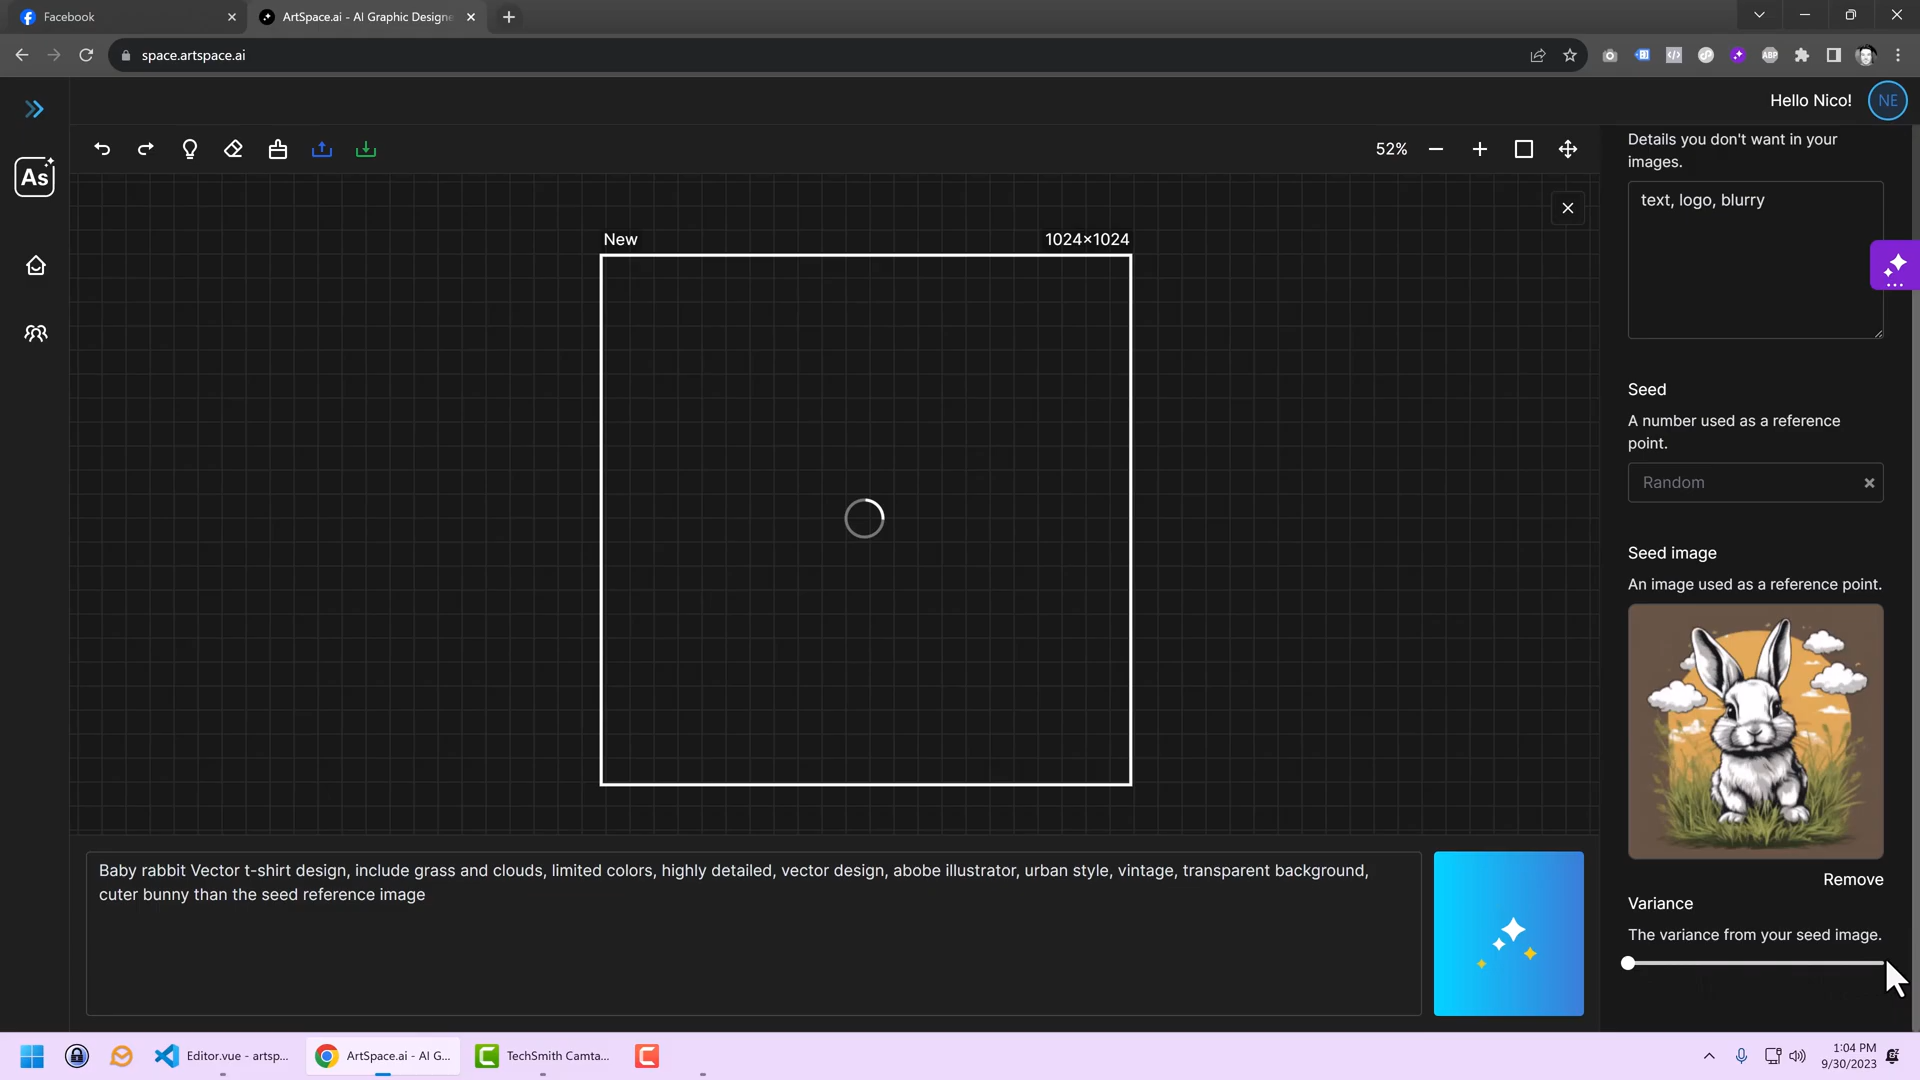 Facebook
ArtSpace.ai - AI Graphic Designe
space.artspace.ai
ABP
Hello Nico!
NE
As
52%
Details you don't want in your
images.
text, logo, blurry
New
1024×1024
Seed
A number used as a reference
point.
Random
Seed image
An image used as a reference point.
Remove
Variance
The variance from your seed image.
Baby rabbit Vector t-shirt design, include grass and clouds, limited colors, highly detailed, vector design, abobe illustrator, urban style, vintage, transparent background,
cuter bunny than the seed reference image
Editor.vue - artsp...
ArtSpace.ai - AI G...
TechSmith Camta...
1:04 PM
9/30/2023